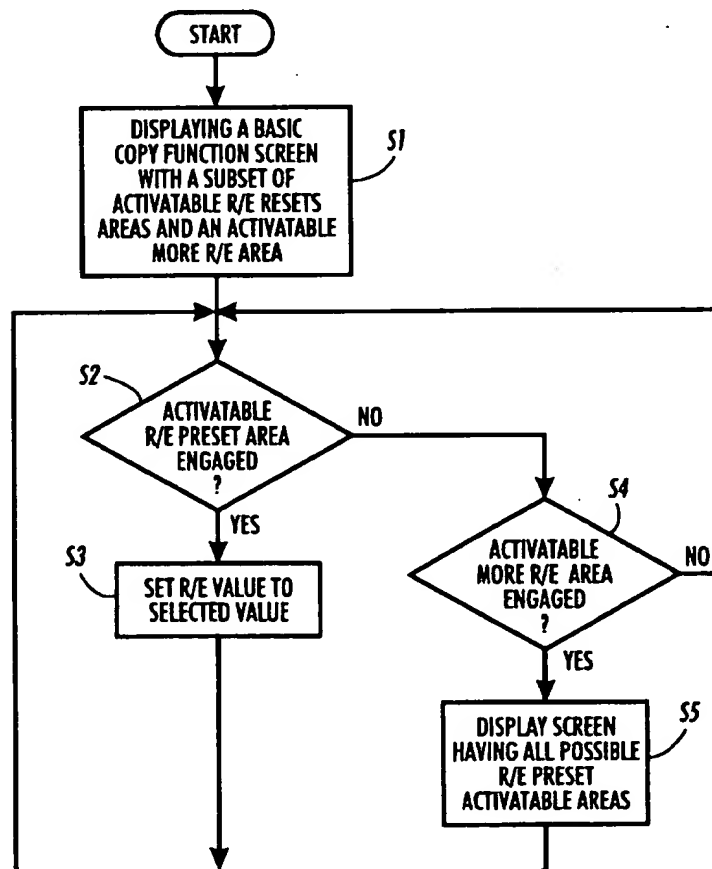 START
DISPLAYING A BASIC
COPY FUNCTION SCREEN
WITH A SUBSET OF
ACTIVATABLE R/E RESETS
AREAS AND AN ACTIVATABLE
MORE R/E AREA
S1
S2
ACTIVATABLE
R/E PRESET AREA
ENGAGED
?
NO
YES
S3
SET R/E VALUE TO
SELECTED VALUE
S4
ACTIVATABLE
MORE R/E AREA
ENGAGED
?
NO
YES
S5
DISPLAY SCREEN
HAVING ALL POSSIBLE
R/E PRESET
ACTIVATABLE AREAS